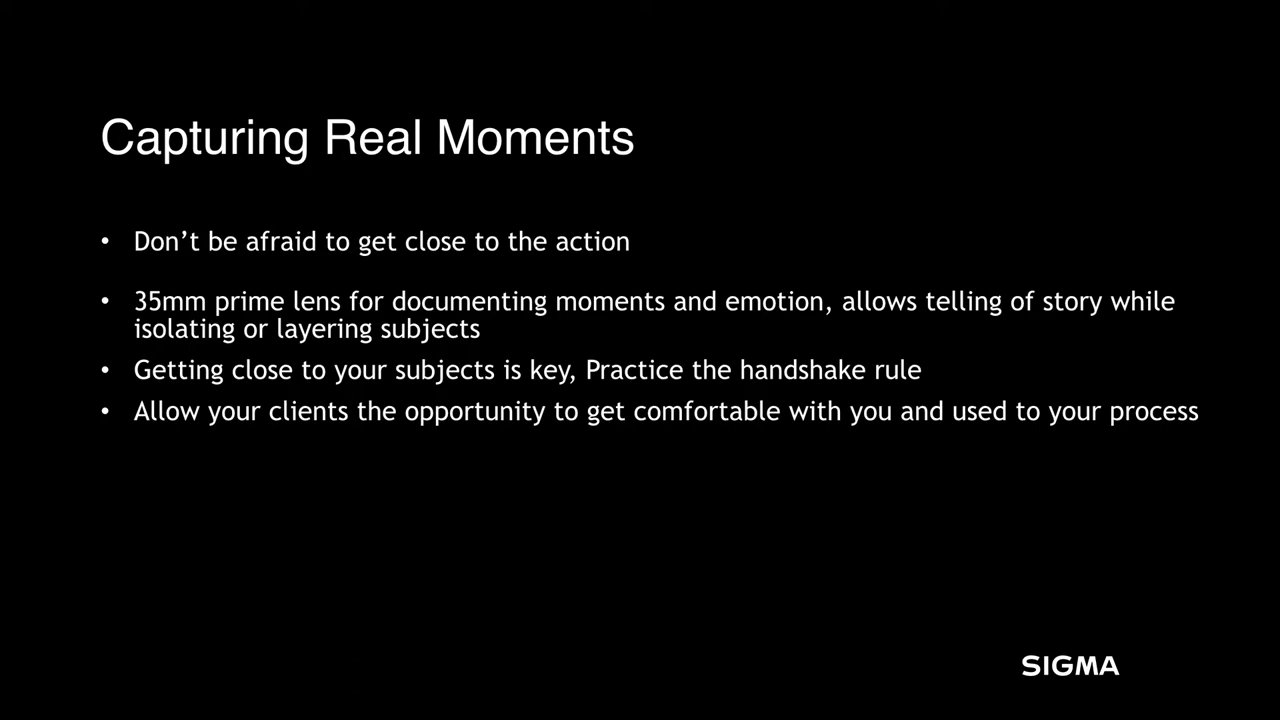 Capturing Real Moments
• Don’t be afraid to get close to the action
• 35mm prime lens for documenting moments and emotion, allows telling of story while
isolating or layering subjects
• Getting close to your subjects is key, Practice the handshake rule
• Allow your clients the opportunity to get comfortable with you and used to your process
SIGMA